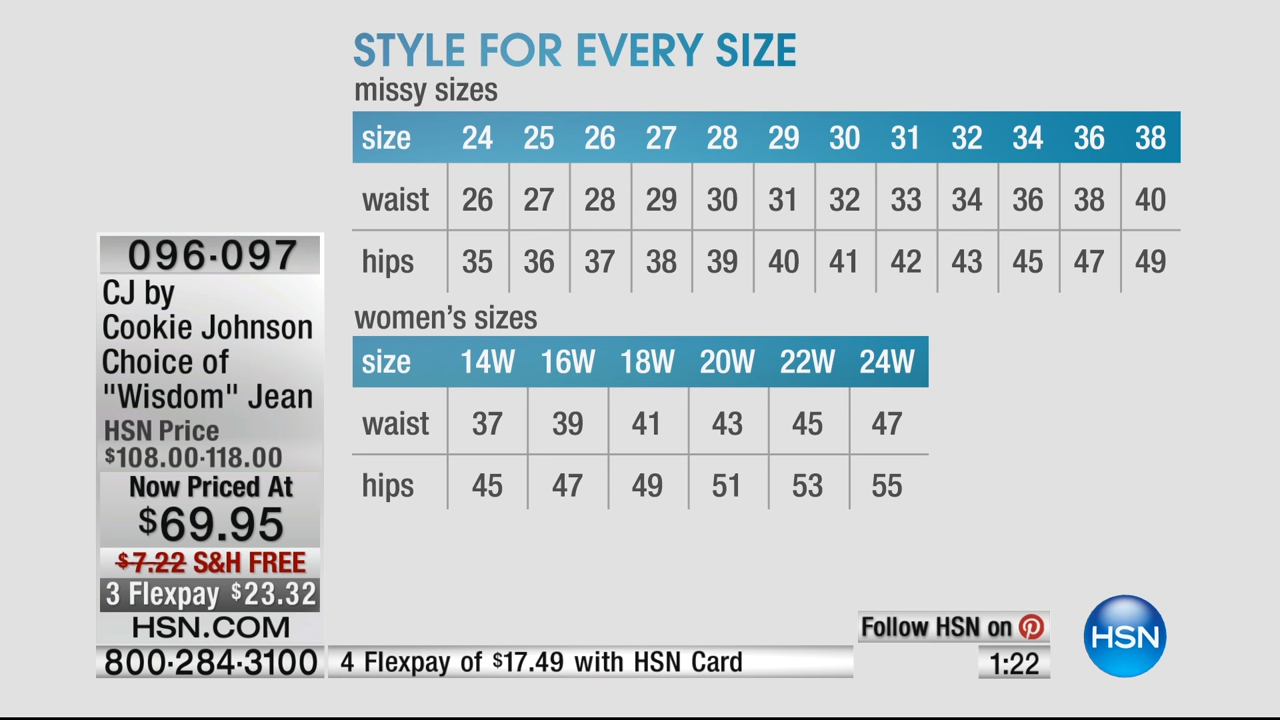 STYLE FOR EVERY SIZE
missy sizes
size 24 25 26 27 28 29 30 31 32 34 36 38
waist 26 27 28 29 30 31 32 33 34 36 38 40
hips 35 36 37 38 39 40 41 42 43 45 47 49
women's sizes
size 14W 16W 18W 20W 22W 24W
waist 37 39 41 43 45 47
hips 45 47 49 51 53 55
096·097
CJ by
Cookie Johnson
Choice of
"Wisdom" Jean
HSN Price
$108.00-118.00
Now Priced At
$69.95
$7.22 S&H FREE
3 Flexpay $23.32
HSN.COM
800·284·3100
4 Flexpay of $17.49 with HSN Card
Follow HSN on
1:22
HSN